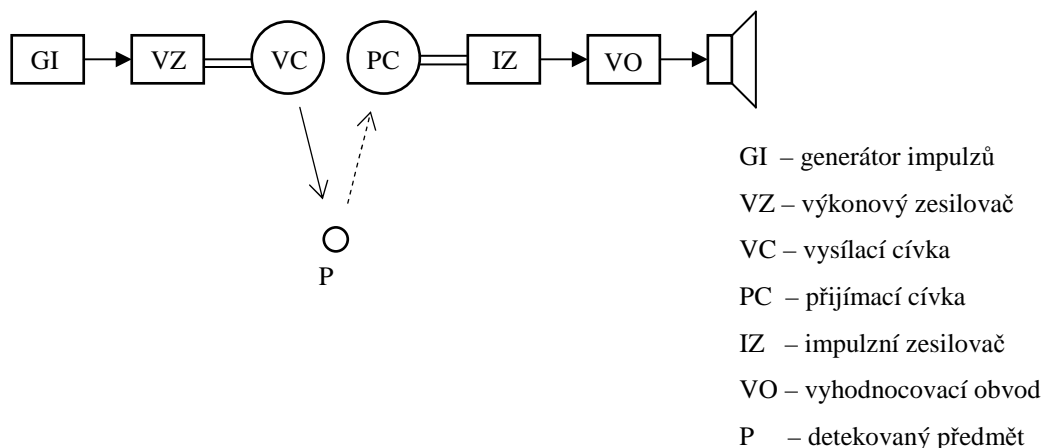 GI VZ VC PC IZ VO
P
GI – generátor impulzů
VZ – výkonový zesilovač
VC – vysílací cívka
PC – přijímací cívka
IZ – impulzní zesilovač
VO – vyhodnocovací obvod
P – detekovaný předmět